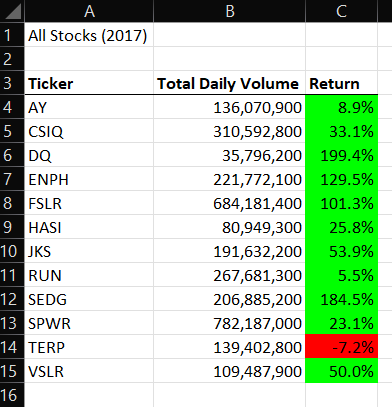 A B C
1 All Stocks (2017)
2
3 Ticker Total Daily Volume Return
4 AY 136,070,900 8.9%
5 CSIQ 310,592,800 33.1%
6 DQ 35,796,200 199.4%
7 ENPH 221,772,100 129.5%
8 FSLR 684,181,400 101.3%
9 HASI 80,949,300 25.8%
10 JKS 191,632,200 53.9%
11 RUN 267,681,300 5.5%
12 SEDG 206,885,200 184.5%
13 SPWR 782,187,000 23.1%
14 TERP 139,402,800 -7.2%
15 VSLR 109,487,900 50.0%
16